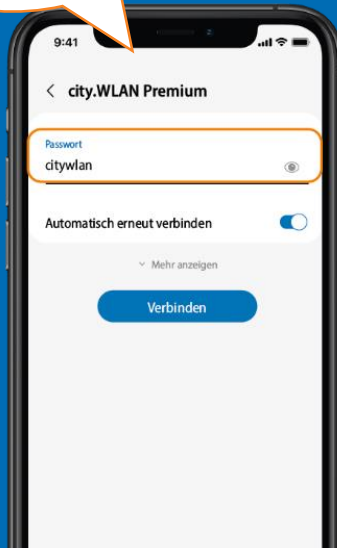 9:41
< city.WLAN Premium
Passwort
citywlan
Automatisch erneut verbinden
Mehr anzeigen
Verbinden